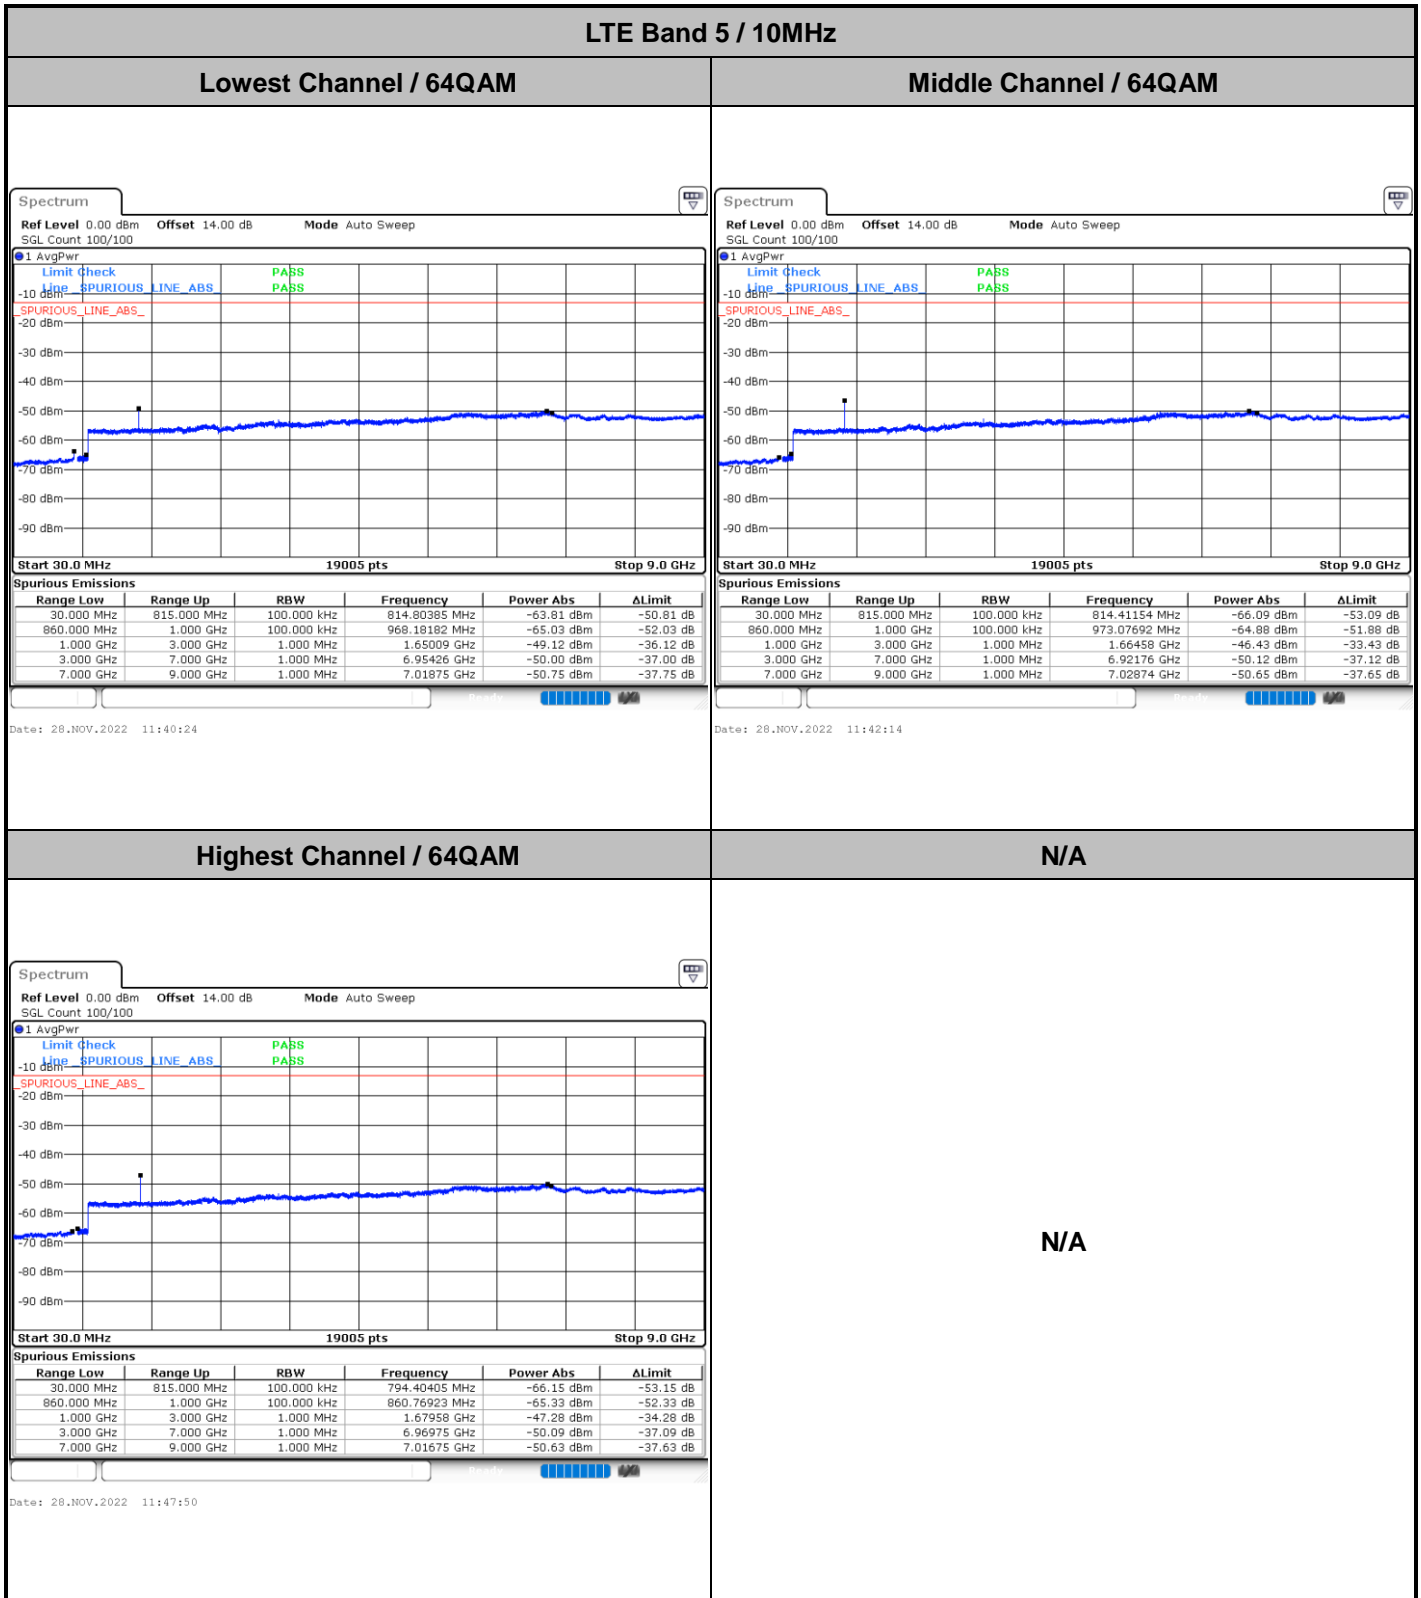 LTE Band 5 / 10MHz
Lowest Channel / 64QAM
Middle Channel / 64QAM
Spectrum
Ref Level 0.00 dBm Offset 14.00 dB Mode Auto Sweep
SGL Count 100/100
1 AvgPwr
Limit Check PASS
Line _SPURIOUS_LINE_ABS_ PASS
-10 dBm
_SPURIOUS_LINE_ABS_
-20 dBm
-30 dBm
-40 dBm
-50 dBm
-60 dBm
-70 dBm
-80 dBm
-90 dBm
Start 30.0 MHz 19005 pts Stop 9.0 GHz
Spurious Emissions
Range Low Range Up RBW Frequency Power Abs ΔLimit
30.000 MHz 815.000 MHz 100.000 kHz 814.80385 MHz -63.81 dBm -50.81 dB
860.000 MHz 1.000 GHz 100.000 kHz 968.18182 MHz -65.03 dBm -52.03 dB
1.000 GHz 3.000 GHz 1.000 MHz 1.65009 GHz -49.12 dBm -36.12 dB
3.000 GHz 7.000 GHz 1.000 MHz 6.95426 GHz -50.00 dBm -37.00 dB
7.000 GHz 9.000 GHz 1.000 MHz 7.01875 GHz -50.75 dBm -37.75 dB
Date: 28.NOV.2022 11:40:24
Spectrum
Ref Level 0.00 dBm Offset 14.00 dB Mode Auto Sweep
SGL Count 100/100
1 AvgPwr
Limit Check PASS
Line _SPURIOUS_LINE_ABS_ PASS
-10 dBm
_SPURIOUS_LINE_ABS_
-20 dBm
-30 dBm
-40 dBm
-50 dBm
-60 dBm
-70 dBm
-80 dBm
-90 dBm
Start 30.0 MHz 19005 pts Stop 9.0 GHz
Spurious Emissions
Range Low Range Up RBW Frequency Power Abs ΔLimit
30.000 MHz 815.000 MHz 100.000 kHz 814.41154 MHz -66.09 dBm -53.09 dB
860.000 MHz 1.000 GHz 100.000 kHz 973.07692 MHz -64.88 dBm -51.88 dB
1.000 GHz 3.000 GHz 1.000 MHz 1.66458 GHz -46.43 dBm -33.43 dB
3.000 GHz 7.000 GHz 1.000 MHz 6.92176 GHz -50.12 dBm -37.12 dB
7.000 GHz 9.000 GHz 1.000 MHz 7.02874 GHz -50.65 dBm -37.65 dB
Date: 28.NOV.2022 11:42:14
Highest Channel / 64QAM
N/A
Spectrum
Ref Level 0.00 dBm Offset 14.00 dB Mode Auto Sweep
SGL Count 100/100
1 AvgPwr
Limit Check PASS
Line _SPURIOUS_LINE_ABS_ PASS
-10 dBm
_SPURIOUS_LINE_ABS_
-20 dBm
-30 dBm
-40 dBm
-50 dBm
-60 dBm
-70 dBm
-80 dBm
-90 dBm
Start 30.0 MHz 19005 pts Stop 9.0 GHz
Spurious Emissions
Range Low Range Up RBW Frequency Power Abs ΔLimit
30.000 MHz 815.000 MHz 100.000 kHz 794.40405 MHz -66.15 dBm -53.15 dB
860.000 MHz 1.000 GHz 100.000 kHz 860.76923 MHz -65.33 dBm -52.33 dB
1.000 GHz 3.000 GHz 1.000 MHz 1.67958 GHz -47.28 dBm -34.28 dB
3.000 GHz 7.000 GHz 1.000 MHz 6.96975 GHz -50.09 dBm -37.09 dB
7.000 GHz 9.000 GHz 1.000 MHz 7.01675 GHz -50.63 dBm -37.63 dB
Date: 28.NOV.2022 11:47:50
N/A